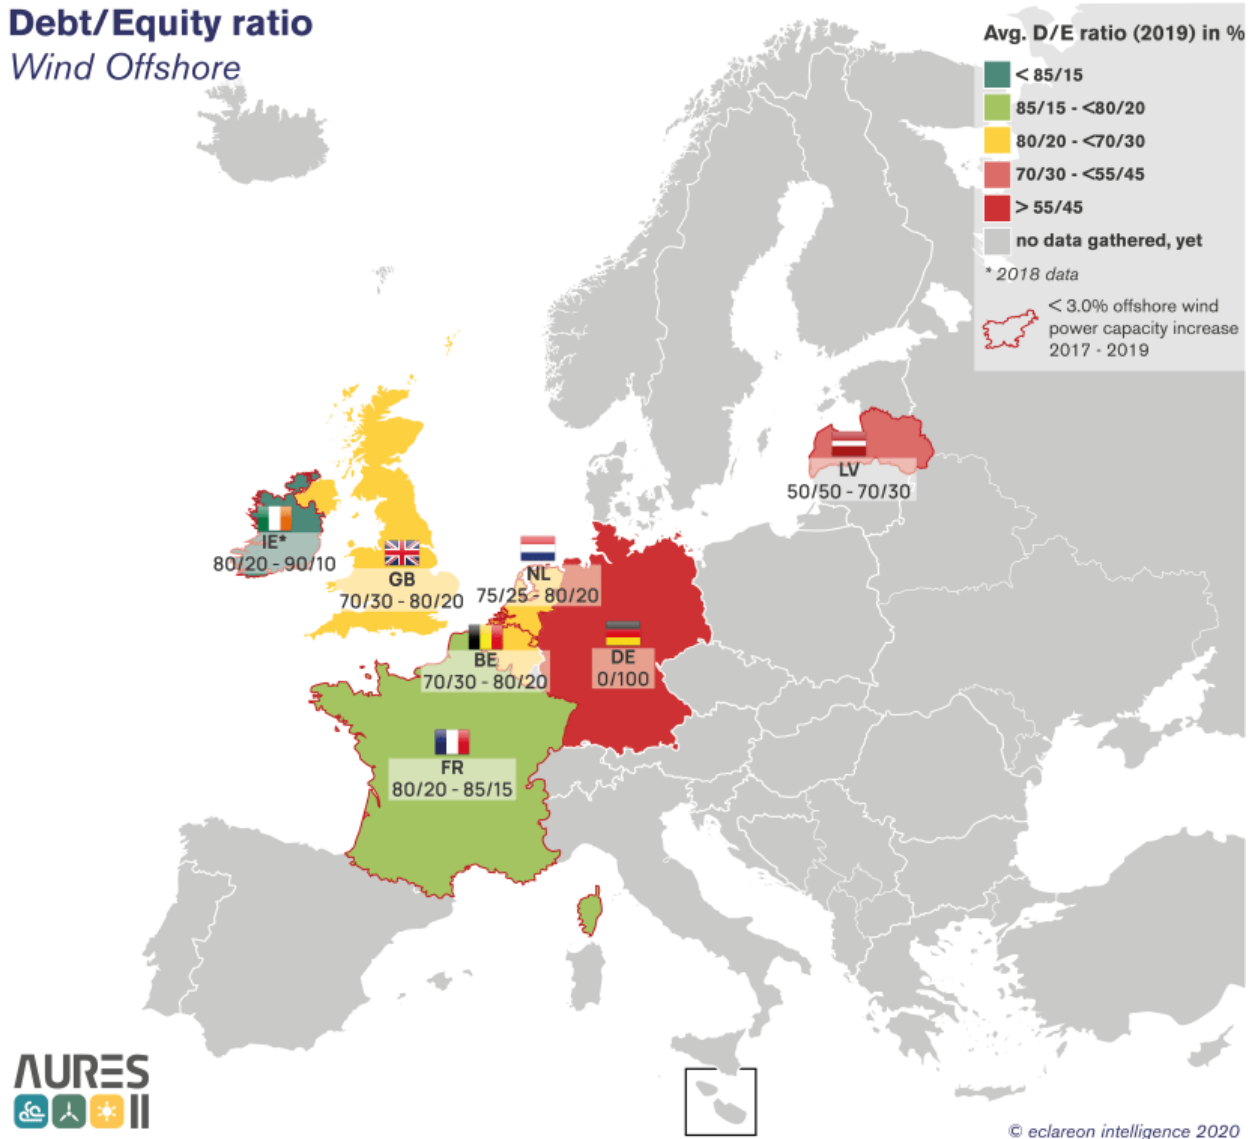 Debt/Equity ratio
Wind Offshore
Avg. D/E ratio (2019) in %
< 85/15
85/15 - <80/20
80/20 - <70/30
70/30 - <55/45
> 55/45
no data gathered, yet
* 2018 data
< 3.0% offshore wind
power capacity increase
2017 - 2019
LV
50/50 - 70/30
IE*
80/20 - 90/10
GB
70/30 - 80/20
NL
75/25 - 80/20
BE
70/30 - 80/20
DE
0/100
FR
80/20 - 85/15
AURES
II
© eclareon intelligence 2020